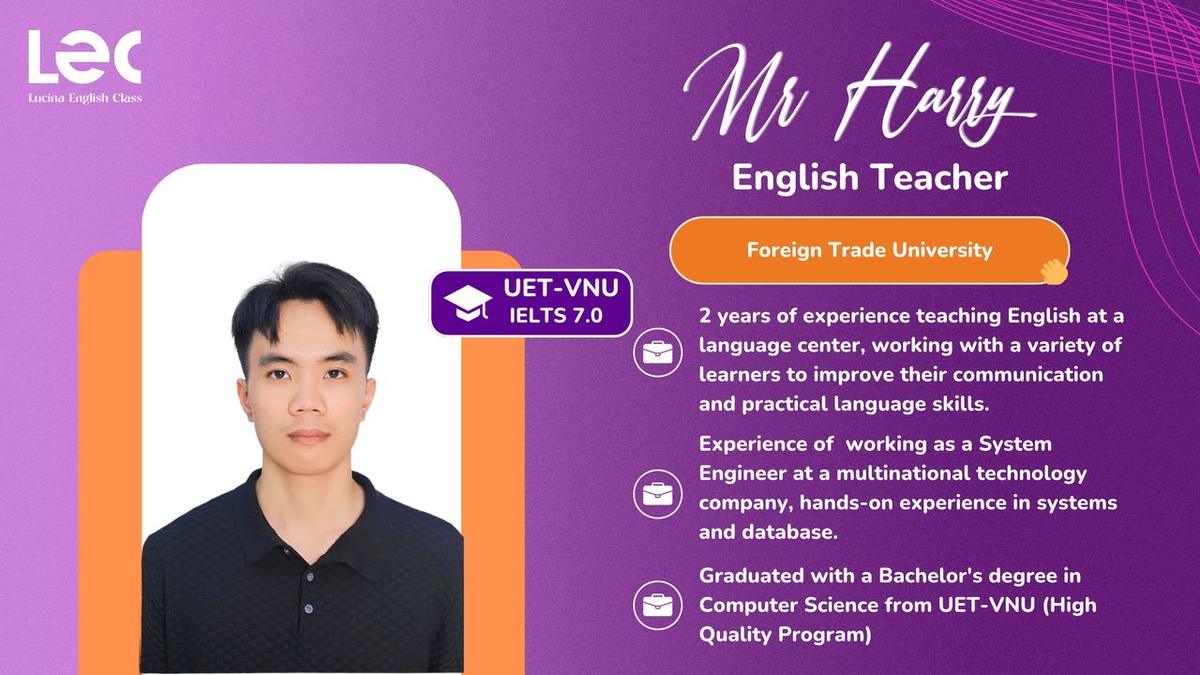 LEC
Lucina English Class
Mr Harry
English Teacher
Foreign Trade University
UET-VNU
IELTS 7.0
2 years of experience teaching English at a
language center, working with a variety of
learners to improve their communication
and practical language skills.
Experience of  working as a System
Engineer at a multinational technology
company, hands-on experience in systems
and database.
Graduated with a Bachelor's degree in
Computer Science from UET-VNU (High
Quality Program)